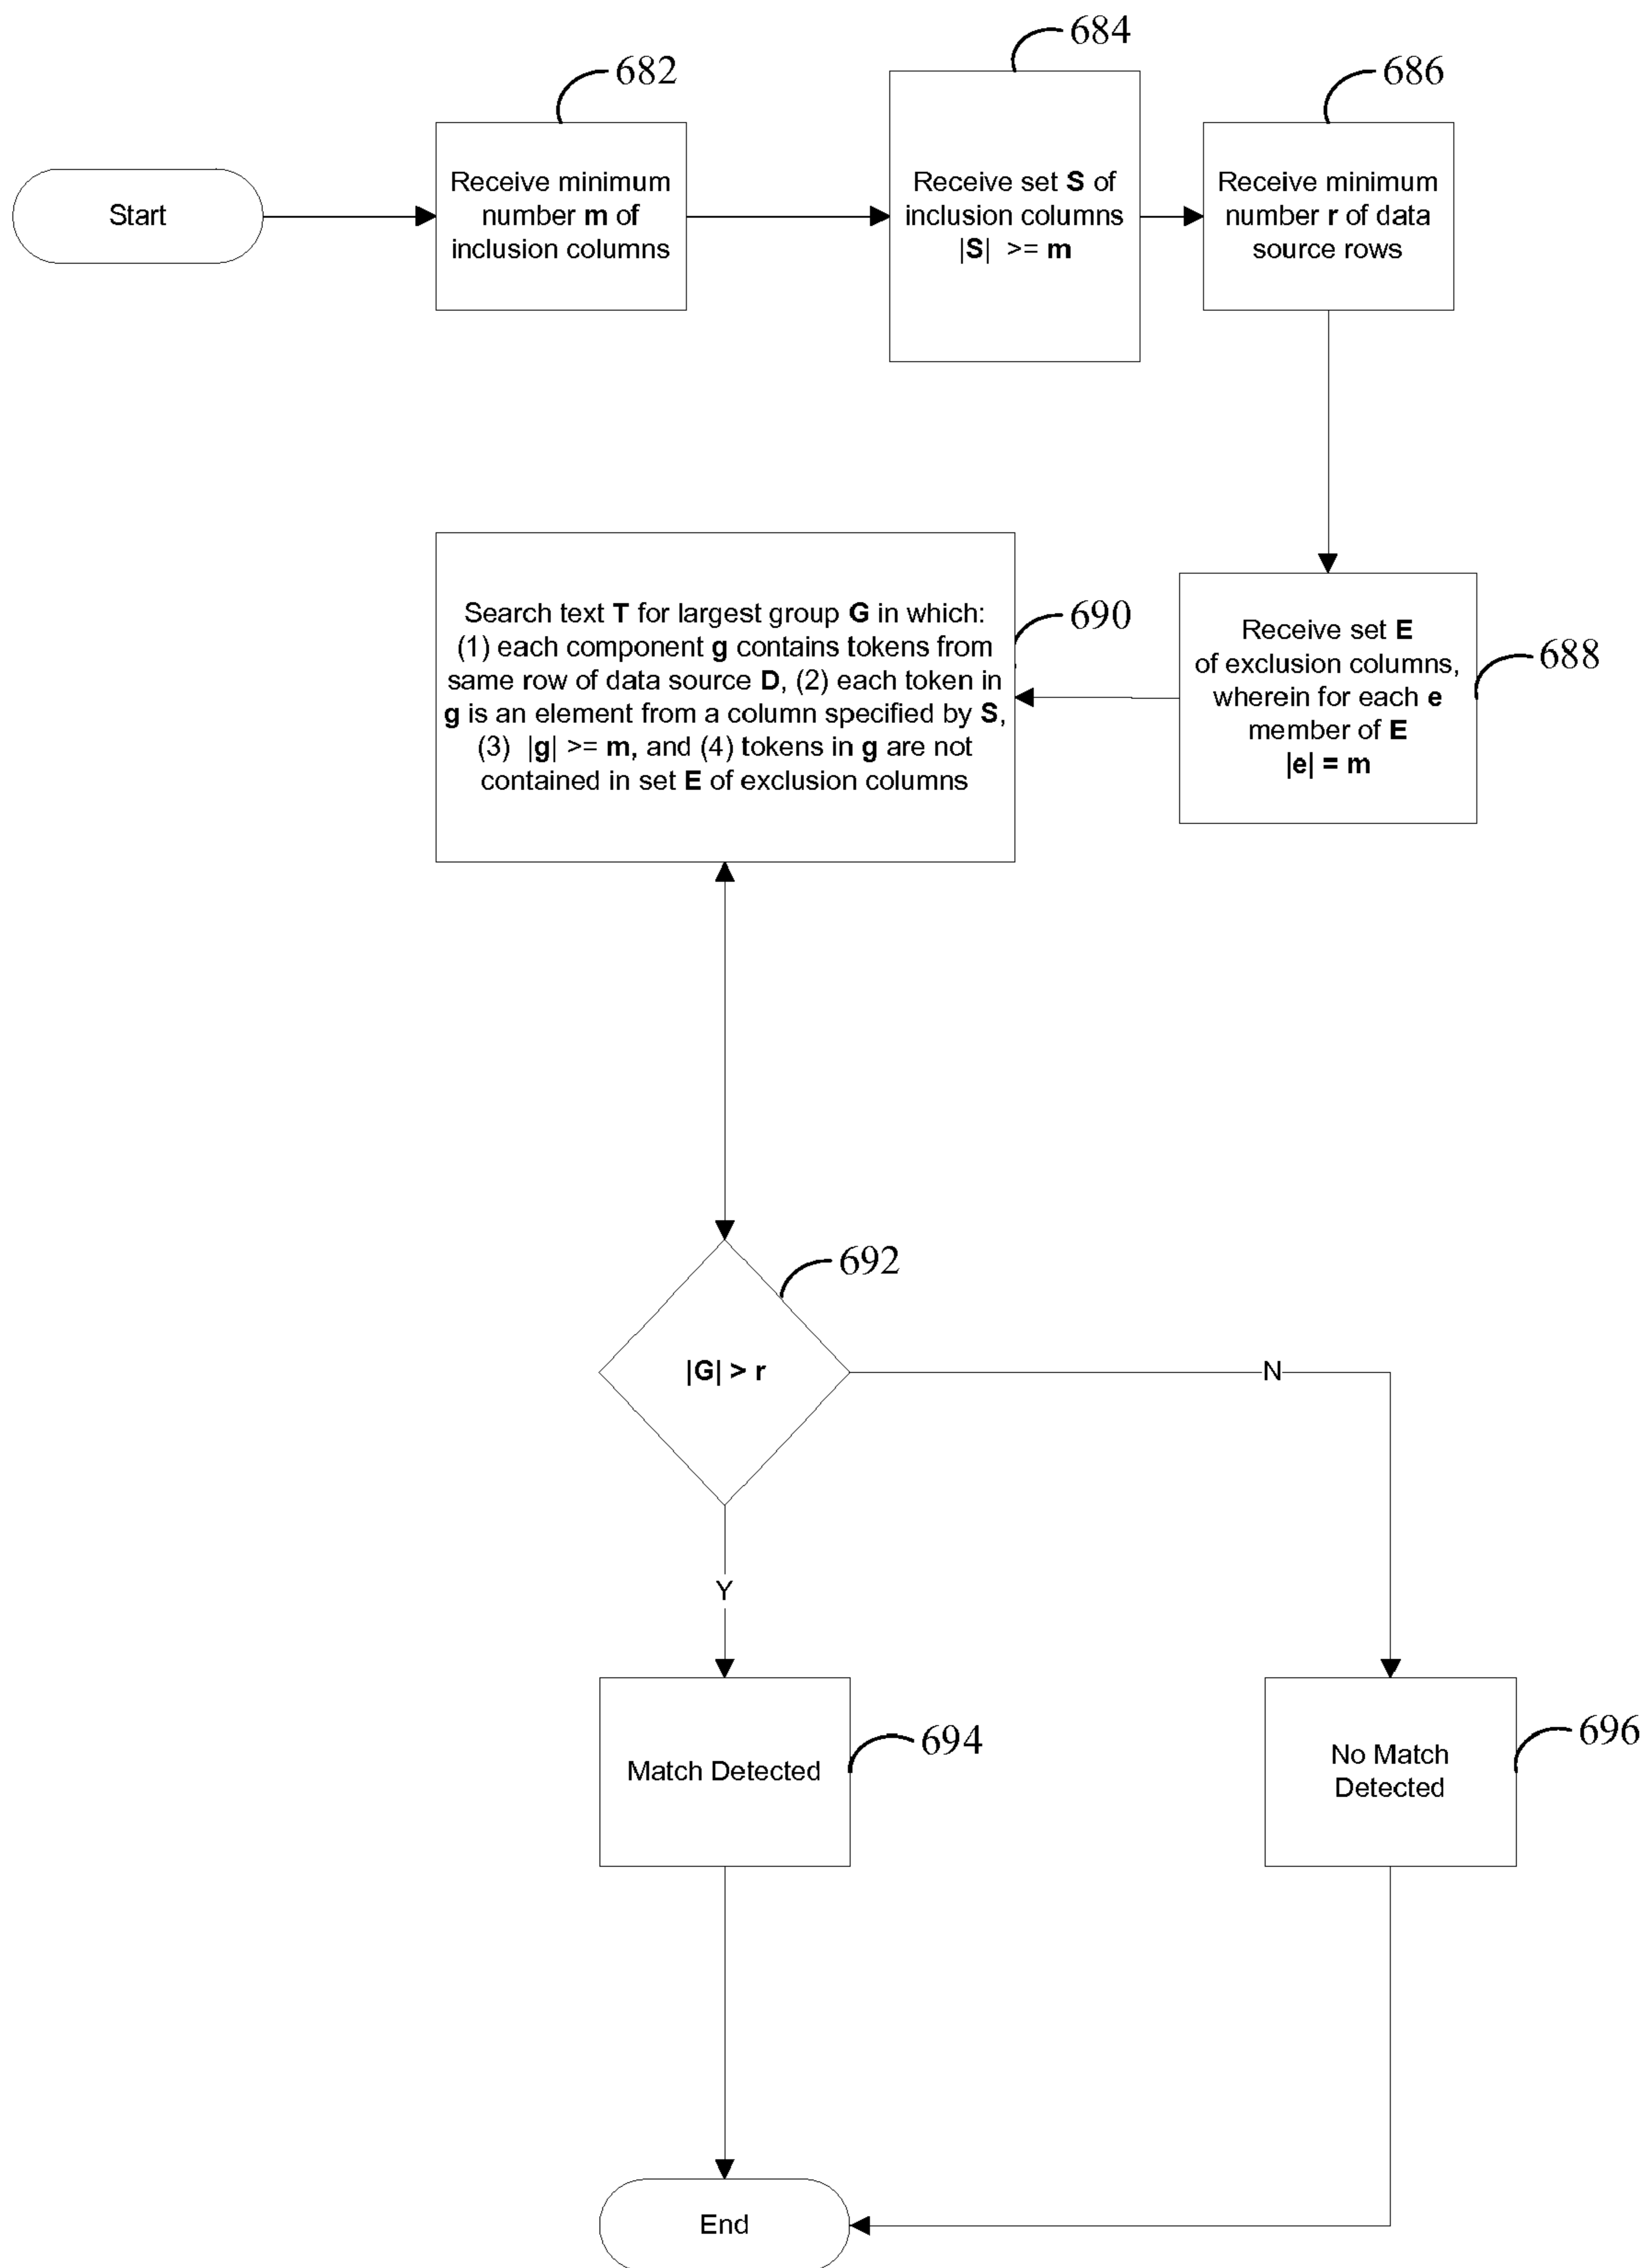 684
682
686
Start
Receive minimum
number m of
inclusion columns
Receive set S of
inclusion columns
|S| >= m
Receive minimum
number r of data
source rows
Search text T for largest group G in which:
(1) each component g contains tokens from
same row of data source D, (2) each token in
g is an element from a column specified by S,
(3) |g| >= m, and (4) tokens in g are not
contained in set E of exclusion columns
690
Receive set E
of exclusion columns,
wherein for each e
member of E
|e| = m
688
692
|G| > r
N
Y
Match Detected
694
No Match
Detected
696
End